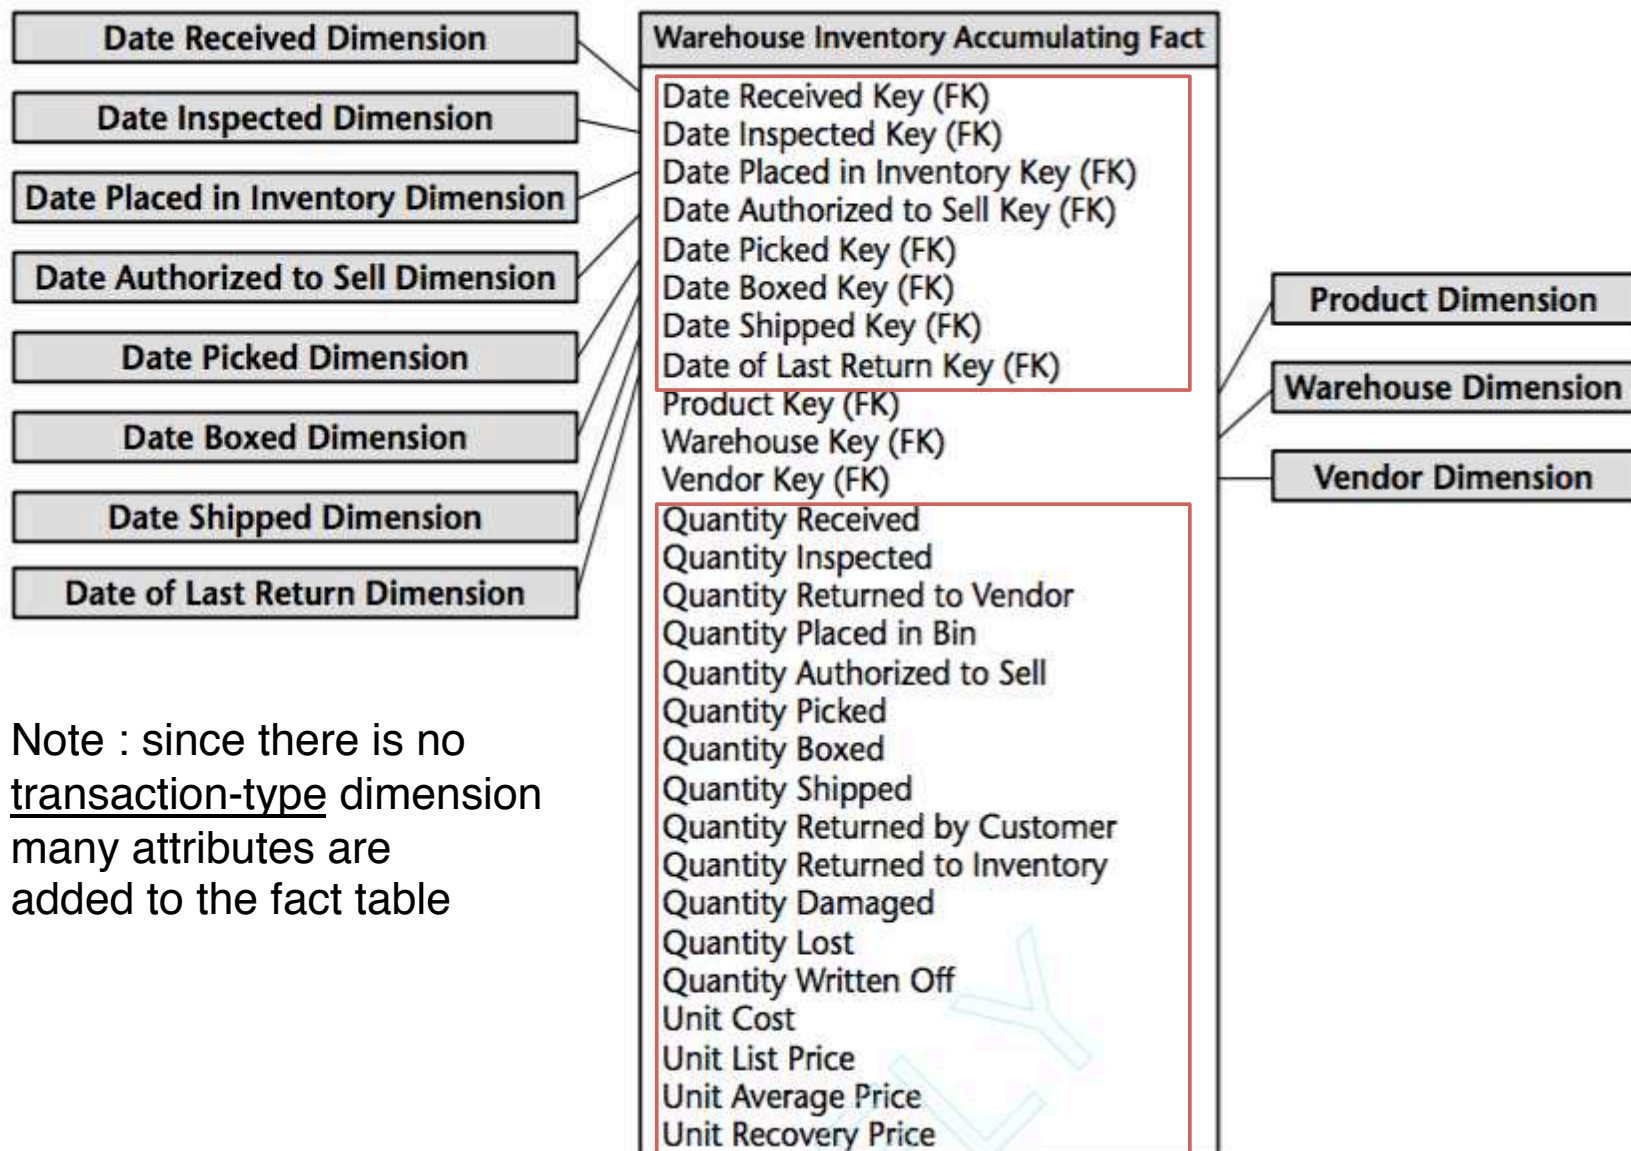 Date Received Dimension
Date Inspected Dimension
Date Placed in Inventory Dimension
Date Authorized to Sell Dimension
Date Picked Dimension
Date Boxed Dimension
Date Shipped Dimension
Date of Last Return Dimension
Note : since there is no
transaction-type dimension
many attributes are
added to the fact table
Warehouse Inventory Accumulating Fact
Date Received Key (FK)
Date Inspected Key (FK)
Date Placed in Inventory Key (FK)
Date Authorized to Sell Key (FK)
Date Picked Key (FK)
Date Boxed Key (FK)
Date Shipped Key (FK)
Date of Last Return Key (FK)
Product Key (FK)
Warehouse Key (FK)
Vendor Key (FK)
Quantity Received
Quantity Inspected
Quantity Returned to Vendor
Quantity Placed in Bin
Quantity Authorized to Sell
Quantity Picked
Quantity Boxed
Quantity Shipped
Quantity Returned by Customer
Quantity Returned to Inventory
Quantity Damaged
Quantity Lost
Quantity Written Off
Unit Cost
Unit List Price
Unit Average Price
Unit Recovery Price
Product Dimension
Warehouse Dimension
Vendor Dimension